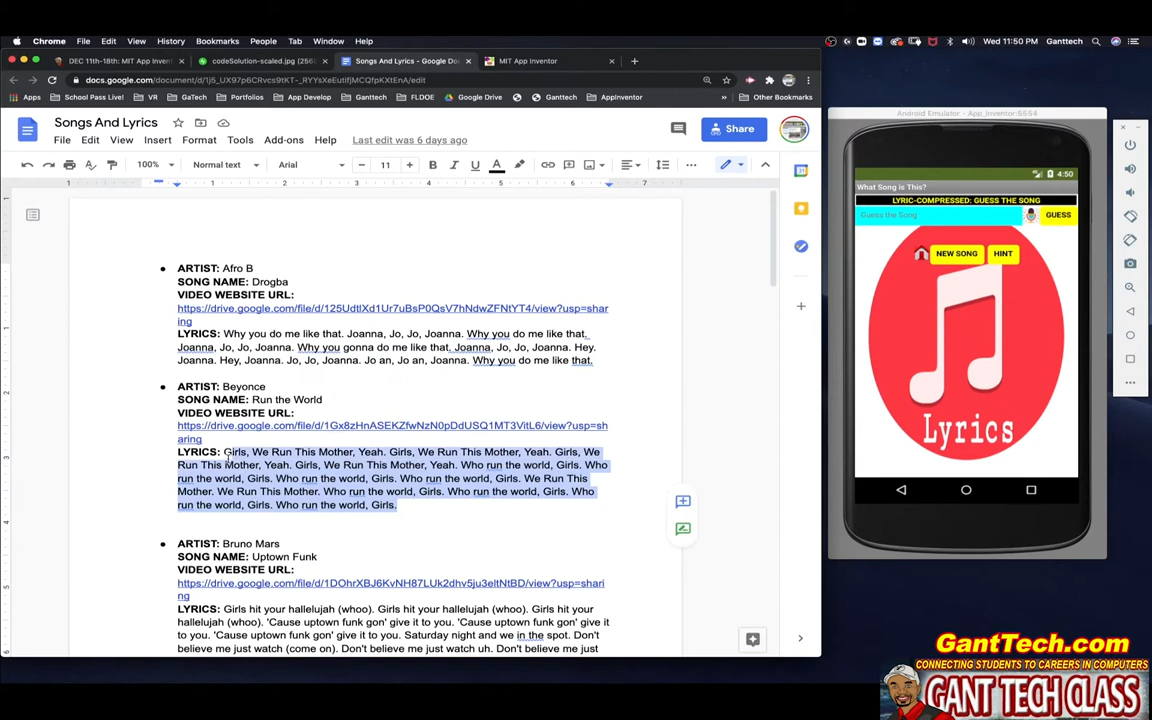 Chrome File Edit View History Bookmarks People Tab Window Help
Wed 11:50 PM Ganttech
DEC 11th-18th: MIT App Inven
codeSolution-scaled.jpg (256
Songs And Lyrics - Google Do
MIT App Inventor
docs.google.com/document/d/1j5_UX97p6CRvcs9tKT-_RYYsXeEutifjMCQfpKXtEnA/edit
Apps School Pass Live! VR GaTech Portfolios App Develop Ganttech FLDOE Google Drive Ganttech AppInventor » Other Bookmarks
Songs And Lyrics
File Edit View Insert Format Tools Add-ons Help Last edit was 6 days ago
Share
100% Normal text Arial 11
ARTIST: Afro B
SONG NAME: Drogba
VIDEO WEBSITE URL:
https://drive.google.com/file/d/125UdtlXd1Ur7uBsP0QsV7hNdwZFNtYT4/view?usp=shar
ing
LYRICS: Why you do me like that. Joanna, Jo, Jo, Joanna. Why you do me like that.
Joanna, Jo, Jo, Joanna. Why you gonna do me like that. Joanna, Jo, Jo, Joanna. Hey.
Joanna. Hey, Joanna. Jo, Jo, Joanna. Jo an, Jo an, Joanna. Why you do me like that.
ARTIST: Beyonce
SONG NAME: Run the World
VIDEO WEBSITE URL:
https://drive.google.com/file/d/1Gx8zHnASEKZfwNzN0pDdUSQ1MT3VitL6/view?usp=sh
aring
LYRICS: Girls, We Run This Mother, Yeah. Girls, We Run This Mother, Yeah. Girls, We
Run This Mother, Yeah. Girls, We Run This Mother, Yeah. Who run the world, Girls. Who
run the world, Girls. Who run the world, Girls. Who run the world, Girls. We Run This
Mother. We Run This Mother. Who run the world, Girls. Who run the world, Girls. Who
run the world, Girls. Who run the world, Girls.
ARTIST: Bruno Mars
SONG NAME: Uptown Funk
VIDEO WEBSITE URL:
https://drive.google.com/file/d/1DOhrXBJ6KvNH87LUk2dhv5ju3eltNtBD/view?usp=shari
ng
LYRICS: Girls hit your hallelujah (whoo). Girls hit your hallelujah (whoo). Girls hit your
hallelujah (whoo). 'Cause uptown funk gon' give it to you. 'Cause uptown funk gon' give it
to you. 'Cause uptown funk gon' give it to you. Saturday night and we in the spot. Don't
believe me just watch (come on). Don't believe me just watch uh. Don't believe me just
Android Emulator - App_Inventor:5554
4:50
What Song is This?
LYRIC-COMPRESSED: GUESS THE SONG
Guess the Song
GUESS
NEW SONG
HINT
Lyrics
GantTech.com
CONNECTING STUDENTS TO CAREERS IN COMPUTERS
GANT TECH CLASS